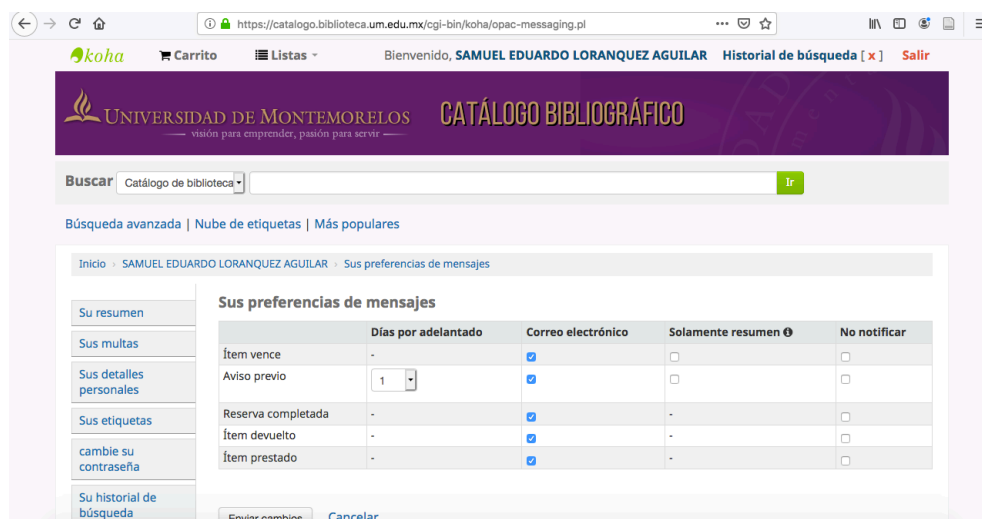 https://catalogo.biblioteca.um.edu.mx/cgi-bin/koha/opac-messaging.pl
koha Carrito Listas Bienvenido, SAMUEL EDUARDO LORANQUEZ AGUILAR Historial de búsqueda [ x ] Salir
UNIVERSIDAD DE MONTEMORELOS CATÁLOGO BIBLIOGRÁFICO
visión para emprender, pasión para servir
Buscar Catálogo de biblioteca Ir
Búsqueda avanzada | Nube de etiquetas | Más populares
Inicio › SAMUEL EDUARDO LORANQUEZ AGUILAR › Sus preferencias de mensajes
Su resumen
Sus multas
Sus detalles
personales
Sus etiquetas
cambie su
contraseña
Su historial de
búsqueda
Sus preferencias de mensajes
Días por adelantado Correo electrónico Solamente resumen No notificar
Ítem vence -
Aviso previo 1
Reserva completada - -
Ítem devuelto - -
Ítem prestado - -
Enviar cambios Cancelar